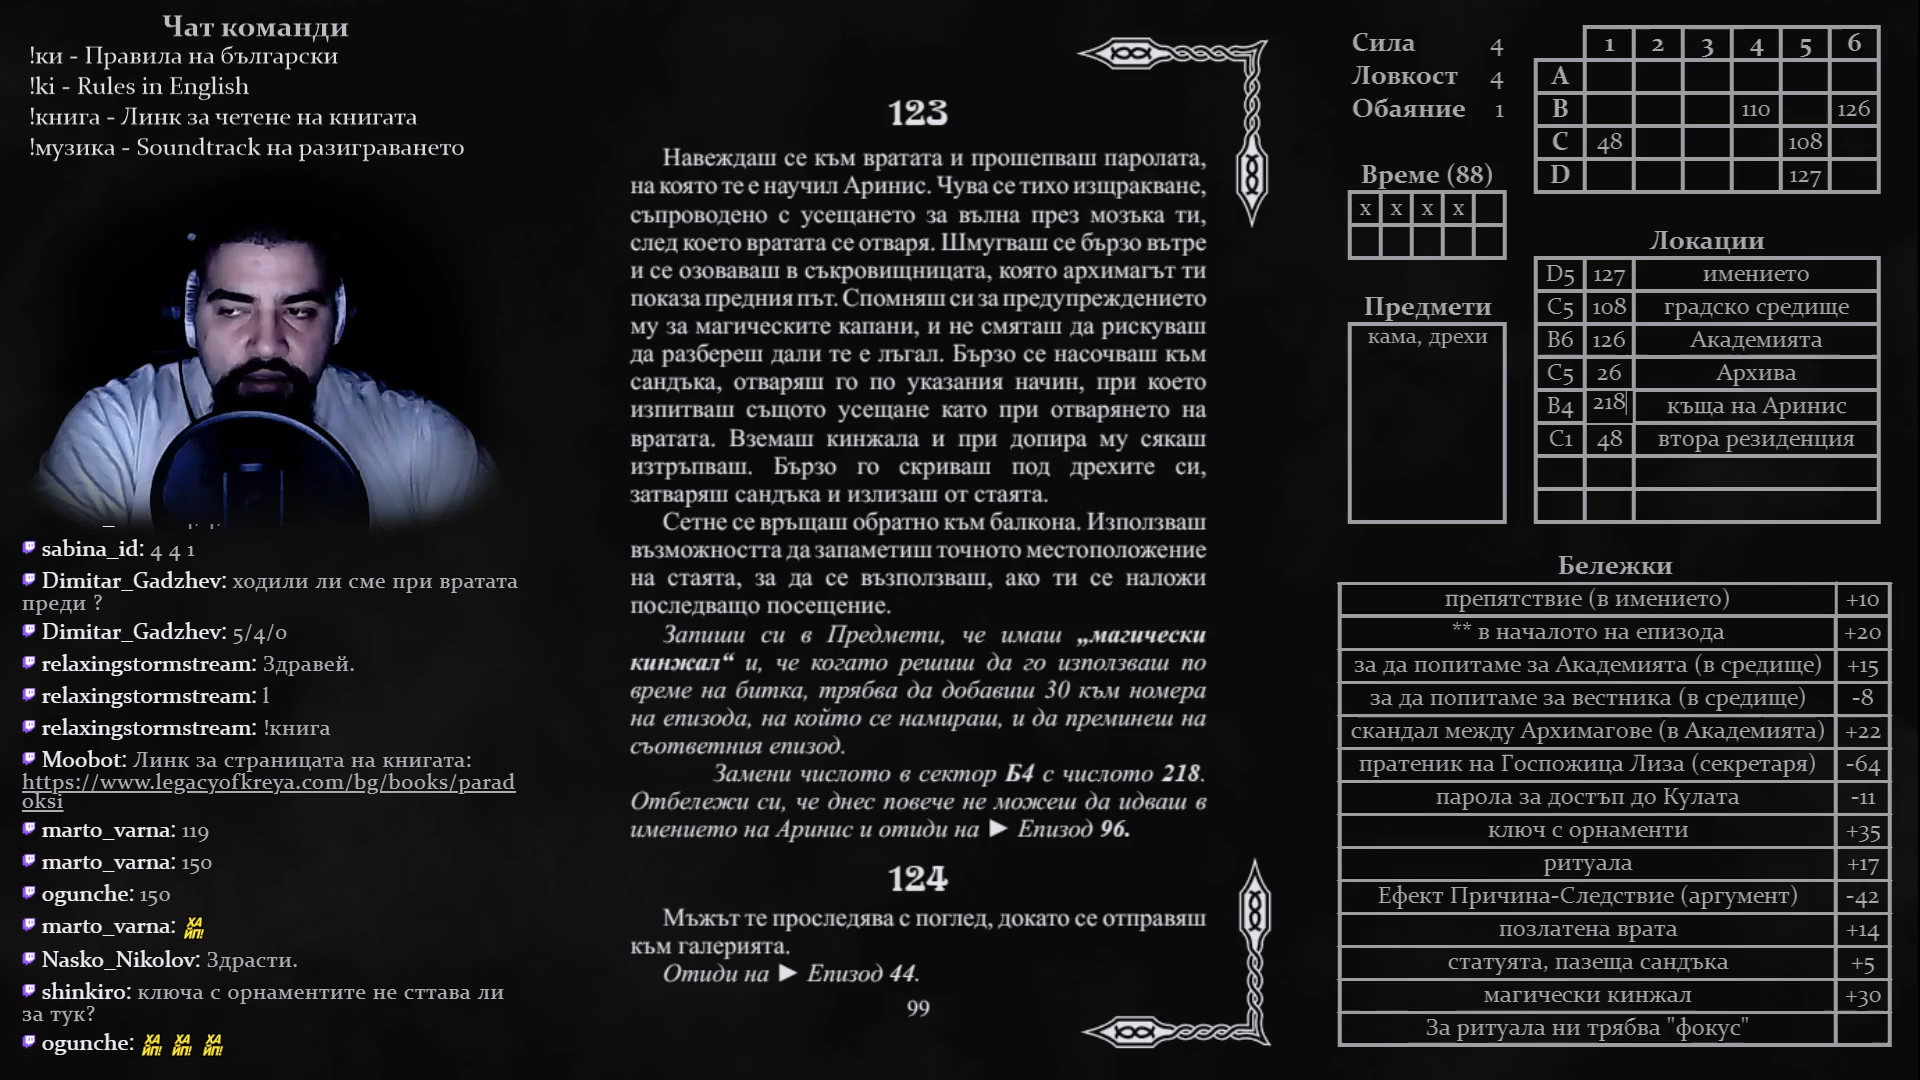 Чат команди
!ки - Правила на български
!ki - Rules in English
!книга - Линк за четене на книгата
!музика - Soundtrack на разиграването
sabina_id: 4 4 1
Dimitar_Gadzhev: ходили ли сме при вратата
преди ?
Dimitar_Gadzhev: 5/4/0
relaxingstormstream: Здравей.
relaxingstormstream: l
relaxingstormstream: !книга
Moobot: Линк за страницата на книгата:
https://www.legacyofkreya.com/bg/books/parad
oksi
marto_varna: 119
marto_varna: 150
ogunche: 150
marto_varna: ХАЙП!
Nasko_Nikolov: Здрасти.
shinkiro: ключа с орнаментите не сттава ли
за тук?
ogunche: ХАЙП! ХАЙП! ХАЙП!
123
Навеждаш се към вратата и прошепваш паролата,
на която те е научил Аринис. Чува се тихо изщракване,
съпроводено с усещането за вълна през мозъка ти,
след което вратата се отваря. Шмугваш се бързо вътре
и се озоваваш в съкровищницата, която архимагът ти
показа предния път. Спомняш си за предупреждението
му за магическите капани, и не смяташ да рискуваш
да разбереш дали те е лъгал. Бързо се насочваш към
сандъка, отваряш го по указания начин, при което
изпитваш същото усещане като при отварянето на
вратата. Вземаш кинжала и при допира му сякаш
изтръпваш. Бързо го скриваш под дрехите си,
затваряш сандъка и излизаш от стаята.
Сетне се връщаш обратно към балкона. Използваш
възможността да запаметиш точното местоположение
на стаята, за да се възползваш, ако ти се наложи
последващо посещение.
Запиши си в Предмети, че имаш „магически
кинжал“ и, че когато решиш да го използваш по
време на битка, трябва да добавиш 30 към номера
на епизода, на който се намираш, и да преминеш на
съответния епизод.
Замени числото в сектор Б4 с числото 218.
Отбележи си, че днес повече не можеш да идваш в
имението на Аринис и отиди на ► Епизод 96.
124
Мъжът те проследява с поглед, докато се отправяш
към галерията.
Отиди на ► Епизод 44.
99
Сила 4
Ловкост 4
Обаяние 1
Време (88)
x x x x
Предмети
кама, дрехи
1 2 3 4 5 6
A
B 110 126
C 48 108
D 127
Локации
D5 127 имението
C5 108 градско средище
B6 126 Академията
C5 26 Архива
B4 218 къща на Аринис
C1 48 втора резиденция
Бележки
препятствие (в имението) +10
** в началото на епизода +20
за да попитаме за Академията (в средище) +15
за да попитаме за вестника (в средище) -8
скандал между Архимагове (в Академията) +22
пратеник на Госпожица Лиза (секретаря) -64
парола за достъп до Кулата -11
ключ с орнаменти +35
ритуала +17
Ефект Причина-Следствие (аргумент) -42
позлатена врата +14
статуята, пазеща сандъка +5
магически кинжал +30
За ритуала ни трябва "фокус"